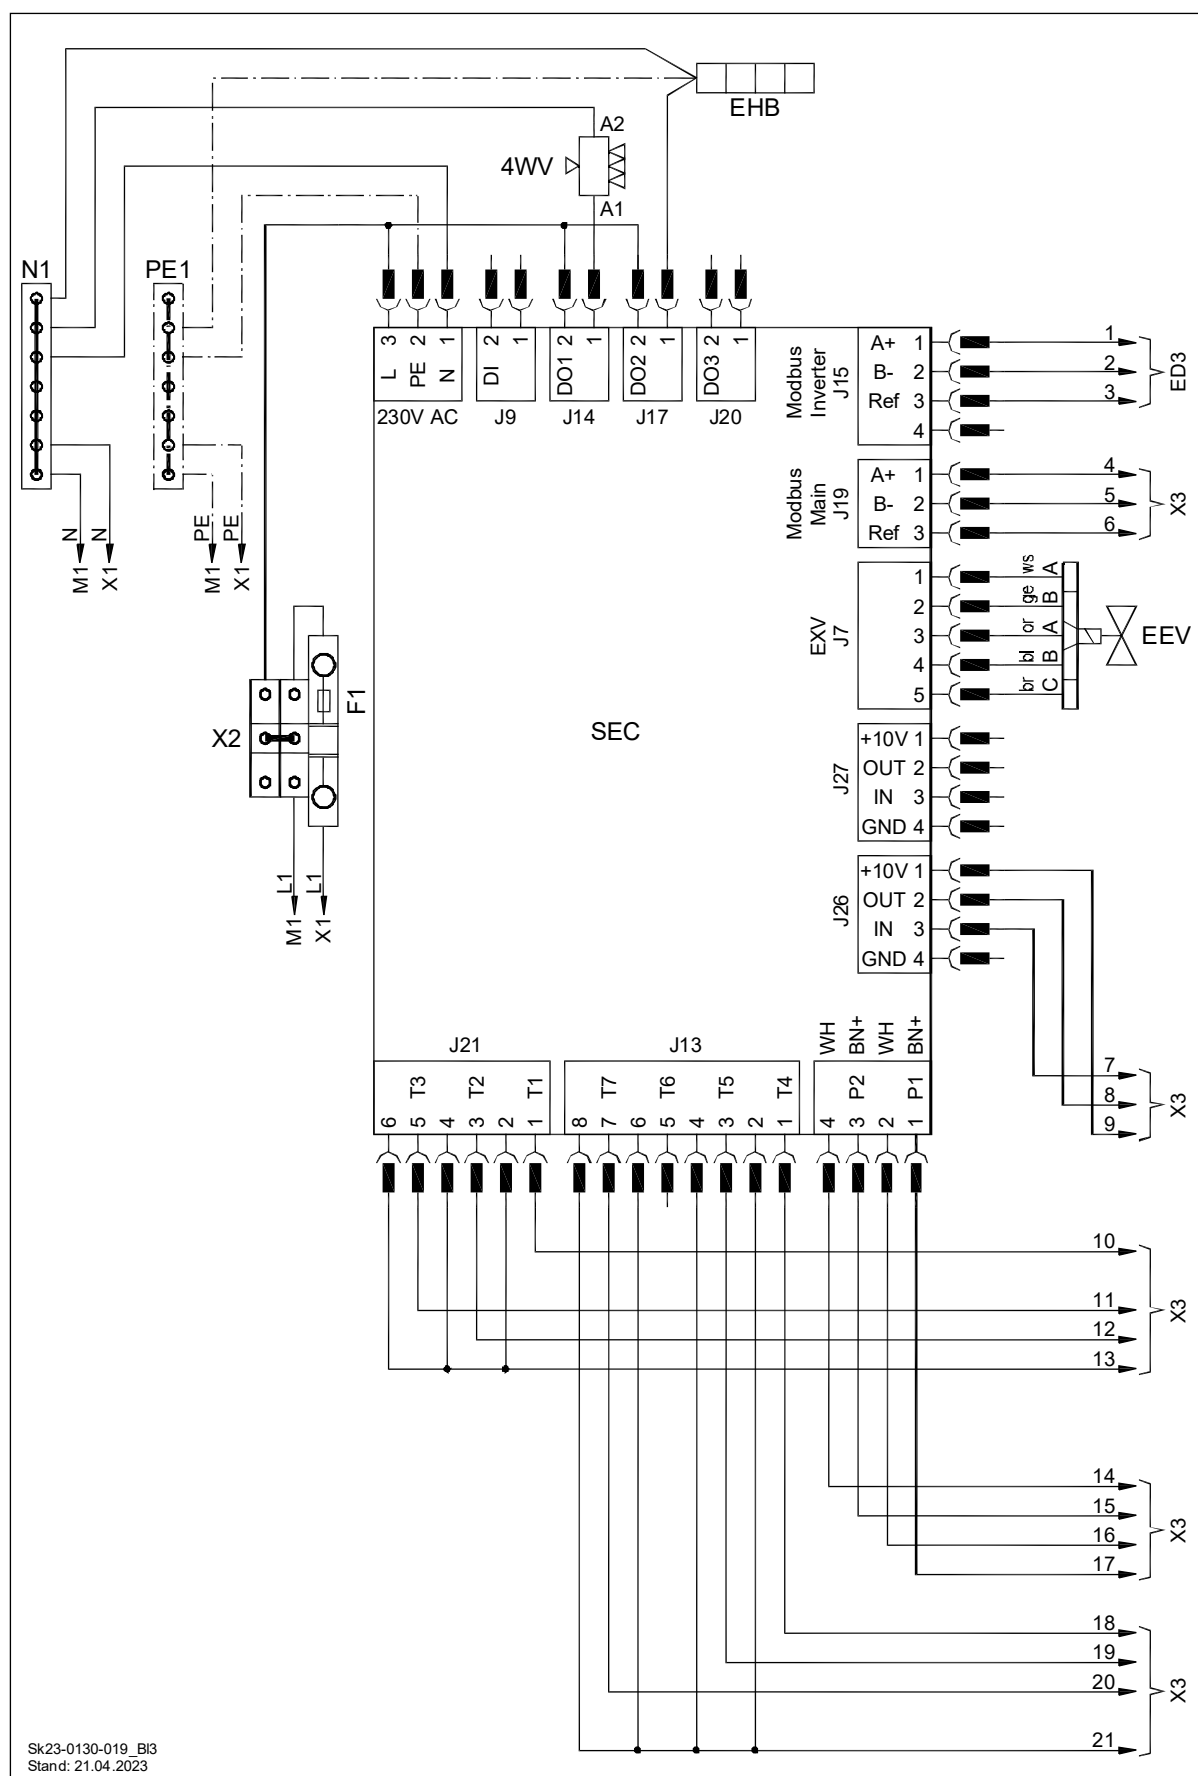 EHB
A2
4WV
A1
N1
PE1
3 2 1
L PE N
230V AC
2 1
DI
J9
2 1
DO1
J14
2 1
DO2
J17
2 1
DO3
J20
Modbus
Inverter
J15
A+ 1
B- 2
Ref 3
4
1
2
3
ED3
Modbus
Main
J19
A+ 1
B- 2
Ref 3
4
5
6
X3
N
N
M1
X1
PE
PE
M1
X1
EXV
J7
1
2
3
4
5
ws
ge
or
bl
br
A
B
A
B
C
EEV
F1
X2
L1
L1
M1
X1
SEC
J27
+10V 1
OUT 2
IN 3
GND 4
J26
+10V 1
OUT 2
IN 3
GND 4
7
8
9
X3
WH
BN+
WH
BN+
J21
T3 T2 T1
6 5 4 3 2 1
J13
T7 T6 T5 T4
8 7 6 5 4 3 2 1
P2 P1
4 3 2 1
10
11
12
13
X3
14
15
16
17
X3
18
19
20
21
X3
Sk23-0130-019_Bl3
Stand: 21.04.2023